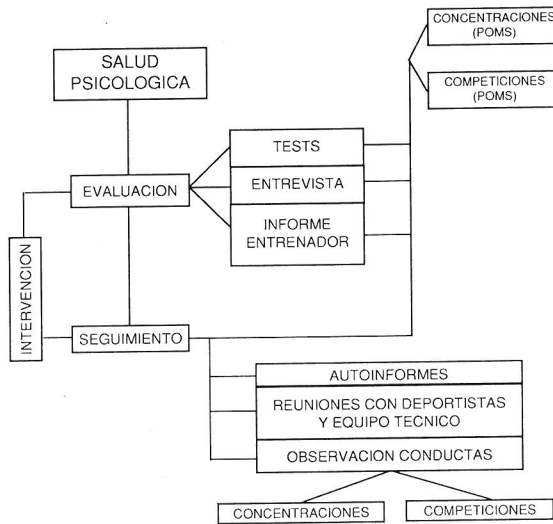 CONCENTRACIONES
(POMS)
SALUD
PSICOLOGICA
COMPETICIONES
(POMS)
TESTS
EVALUACION
ENTREVISTA
INFORME
ENTRENADOR
INTERVENCION
SEGUIMIENTO
AUTOINFORMES
REUNIONES CON DEPORTISTAS
Y EQUIPO TECNICO
OBSERVACION CONDUCTAS
CONCENTRACIONES
COMPETICIONES